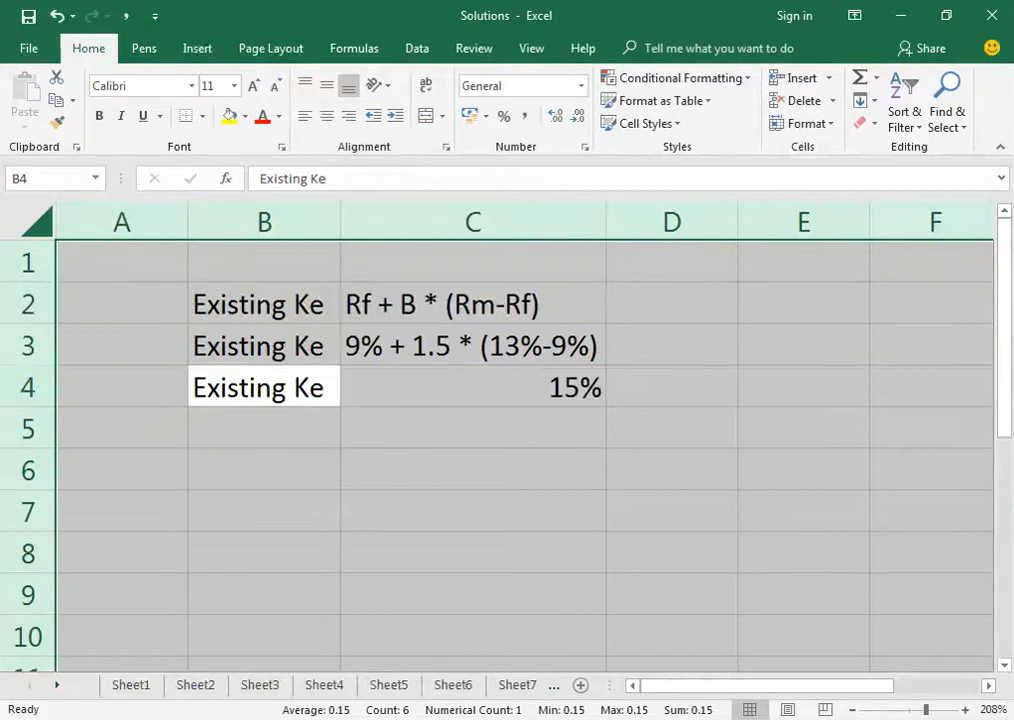 Solutions - Excel
Sign in
File Home Pens Insert Page Layout Formulas Data Review View Help Tell me what you want to do Share
Paste
Calibri 11 A A
B I U A
ab
General
% ,
Conditional Formatting
Format as Table
Cell Styles
Insert
Delete
Format
Σ
Sort &
Filter
Find &
Select
Clipboard Font Alignment Number Styles Cells Editing
B4 fx Existing Ke
A B C D E F
1
2 Existing Ke Rf + B * (Rm-Rf)
3 Existing Ke 9% + 1.5 * (13%-9%)
4 Existing Ke 15%
5
6
7
8
9
10
Sheet1 Sheet2 Sheet3 Sheet4 Sheet5 Sheet6 Sheet7 ...
Ready Average: 0.15 Count: 6 Numerical Count: 1 Min: 0.15 Max: 0.15 Sum: 0.15 208%